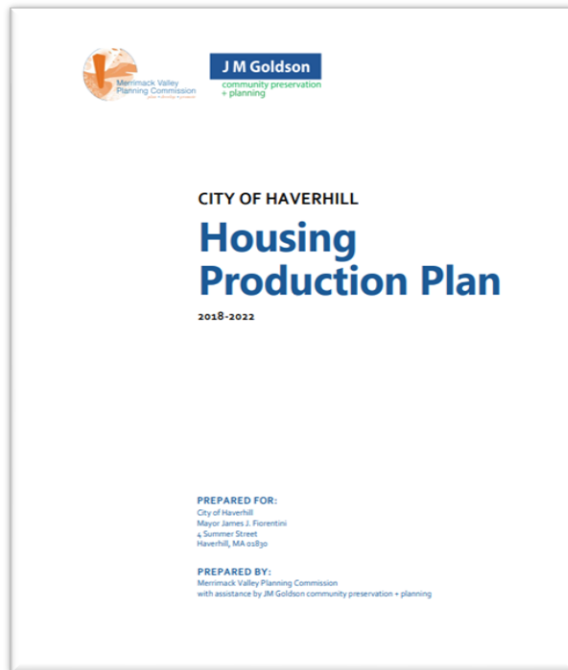 Merrimack Valley
Planning Commission
J M Goldson
community preservation
+ planning
CITY OF HAVERHILL
Housing
Production Plan
2018-2022
PREPARED FOR:
City of Haverhill
Mayor James J. Fiorentini
4 Summer Street
Haverhill, MA 01830
PREPARED BY:
Merrimack Valley Planning Commission
with assistance by JM Goldson community preservation + planning